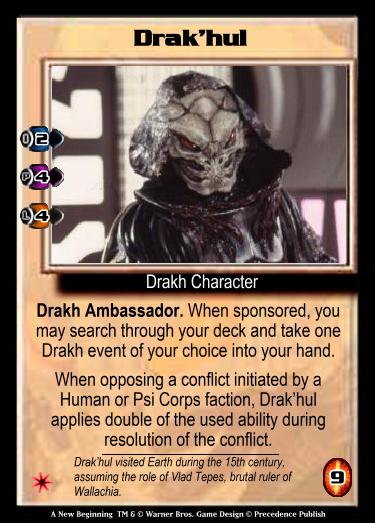 Drak'hul
D 2
P 4
L 4
Drakh Character
Drakh Ambassador. When sponsored, you
may search through your deck and take one
Drakh event of your choice into your hand.
When opposing a conflict initiated by a
Human or Psi Corps faction, Drak'hul
applies double of the used ability during
resolution of the conflict.
Drak'hul visited Earth during the 15th century,
assuming the role of Vlad Tepes, brutal ruler of
Wallachia.
9
A New Beginning TM & © Warner Bros. Game Design © Precedence Publish